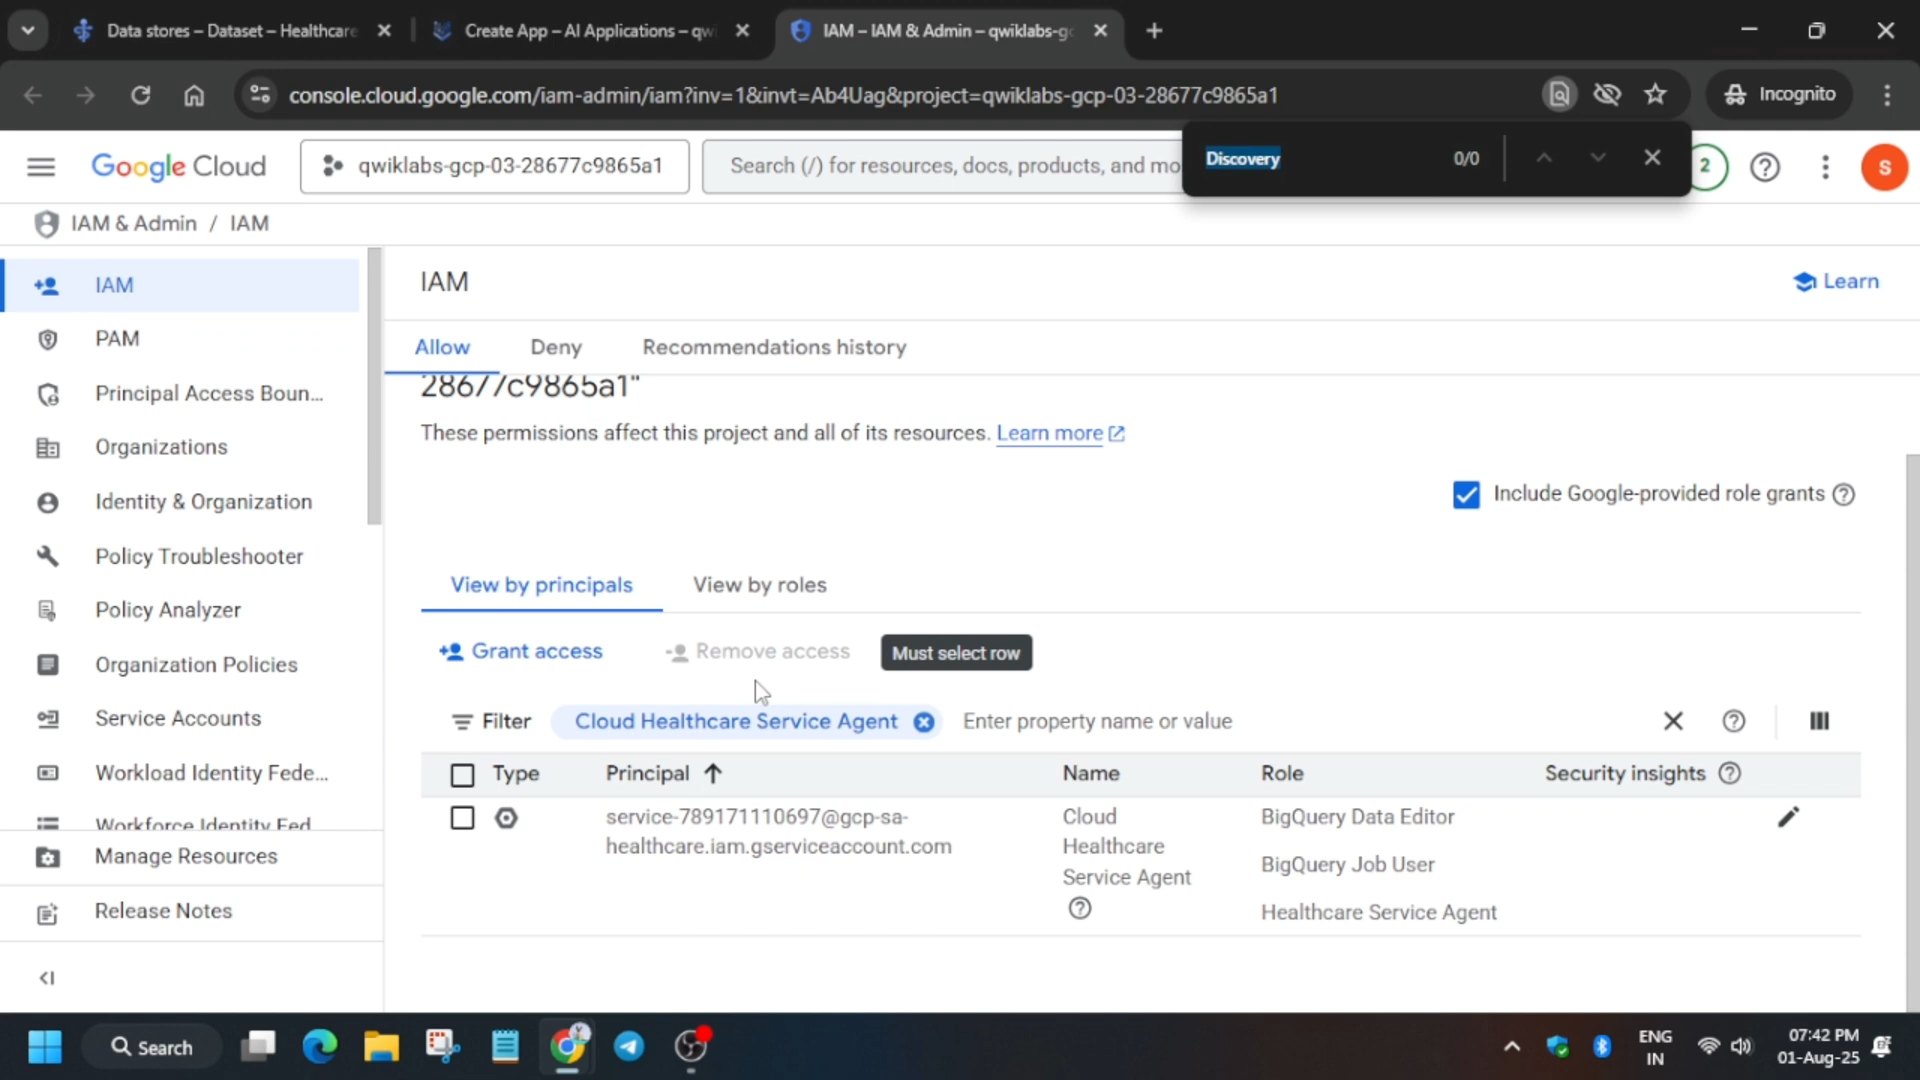 Data stores – Dataset – Healthcare
Create App – AI Applications – qwi
IAM – IAM & Admin – qwiklabs-gc
console.cloud.google.com/iam-admin/iam?inv=1&invt=Ab4Uag&project=qwiklabs-gcp-03-28677c9865a1
Incognito
Google Cloud
qwiklabs-gcp-03-28677c9865a1
Search (/) for resources, docs, products, and mo
Discovery
0/0
2
S
IAM & Admin / IAM
IAM
PAM
Principal Access Boun...
Organizations
Identity & Organization
Policy Troubleshooter
Policy Analyzer
Organization Policies
Service Accounts
Workload Identity Fede...
Workforce Identity Fed
Manage Resources
Release Notes
IAM
Learn
Allow
Deny
Recommendations history
28677c9865a1"
These permissions affect this project and all of its resources. Learn more
Include Google-provided role grants
View by principals
View by roles
Grant access
Remove access
Must select row
Filter
Cloud Healthcare Service Agent
Enter property name or value
Type
Principal
Name
Role
Security insights
service-789171110697@gcp-sa-
healthcare.iam.gserviceaccount.com
Cloud
Healthcare
Service Agent
BigQuery Data Editor
BigQuery Job User
Healthcare Service Agent
Search
ENG
IN
07:42 PM
01-Aug-25